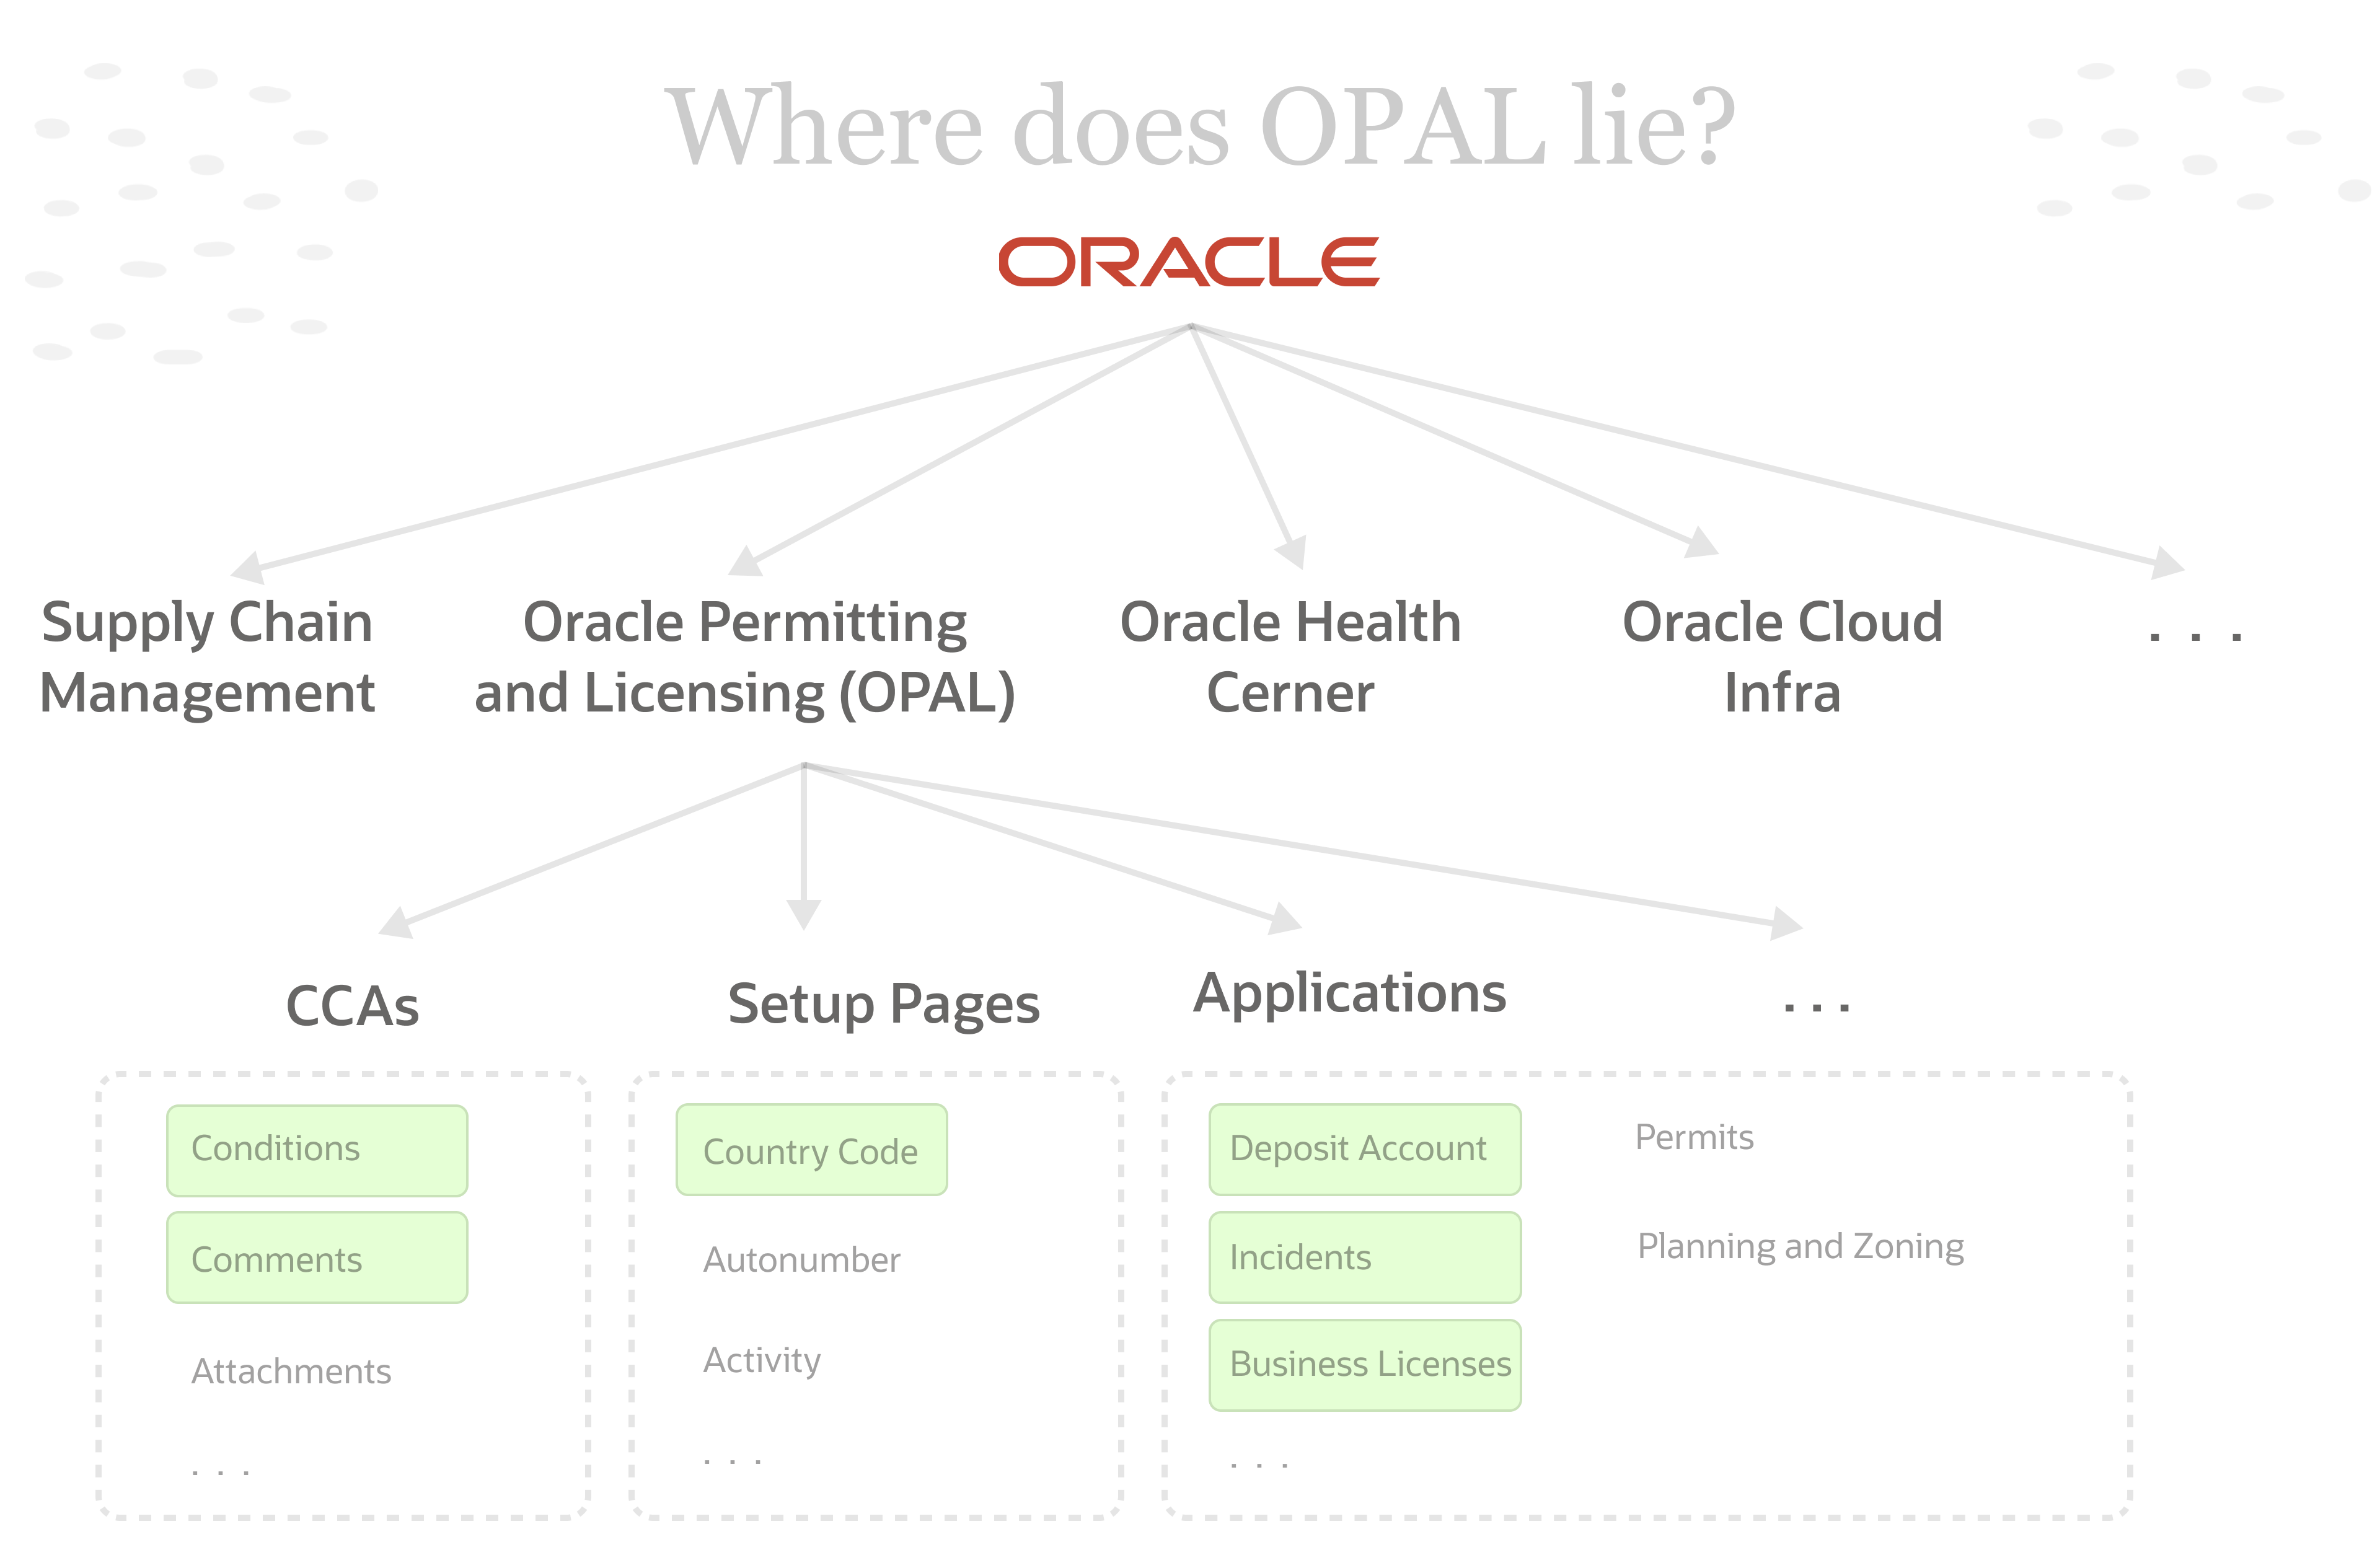 Where does OPAL lie?
ORACLE
Supply Chain
Management
Oracle Permitting
and Licensing (OPAL)
Oracle Health
Cerner
Oracle Cloud
Infra
. . .
CCAs
Setup Pages
Applications
. . .
Conditions
Comments
Attachments
. . .
Country Code
Autonumber
Activity
. . .
Deposit Account
Incidents
Business Licenses
. . .
Permits
Planning and Zoning